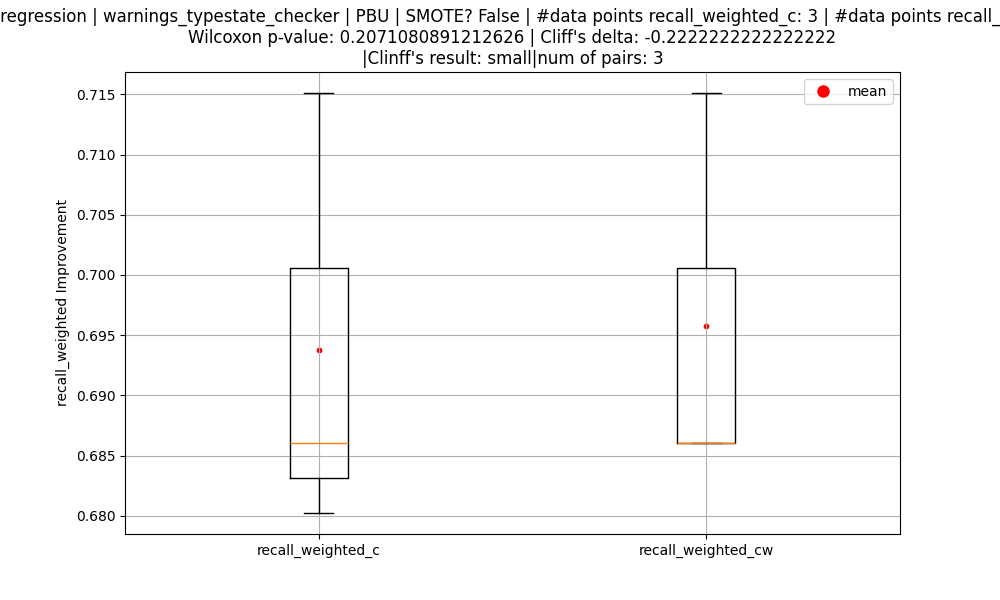 regression | warnings_typestate_checker | PBU | SMOTE? False | #data points recall_weighted_c: 3 | #data points recall_
Wilcoxon p-value: 0.2071080891212626 | Cliff's delta: -0.2222222222222222
|Clinff's result: small|num of pairs: 3
mean
0.715
0.710
0.705
0.700
0.695
0.690
0.685
0.680
recall_weighted Improvement
recall_weighted_c
recall_weighted_cw